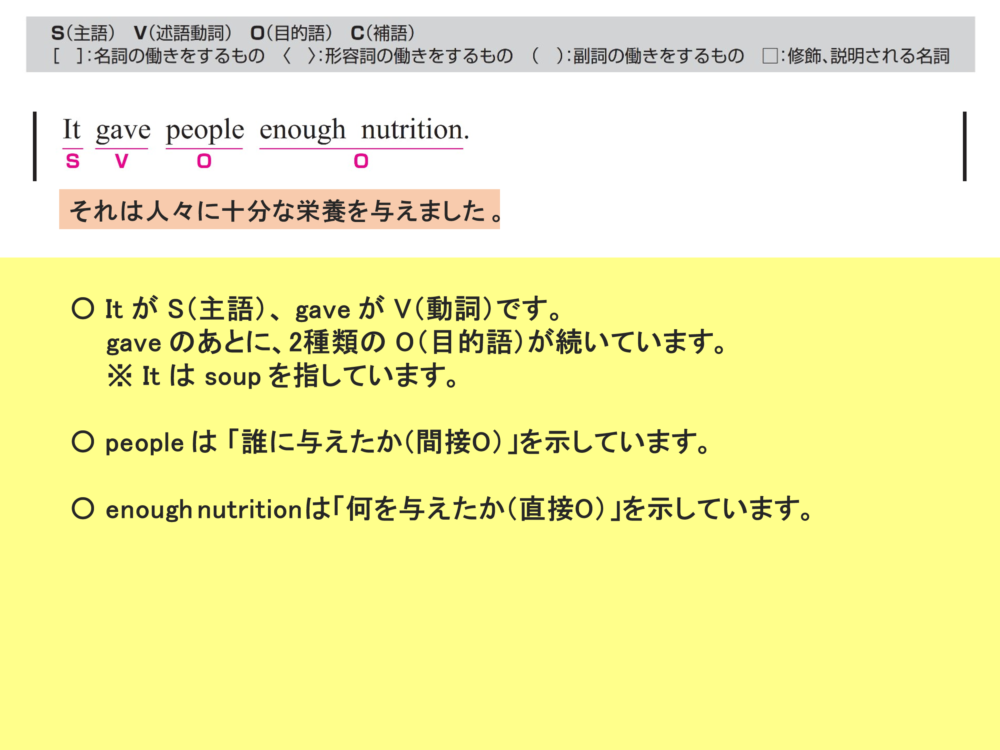 S（主語）　V（述語動詞）　O（目的語）　C（補語）
［　］：名詞の働きをするもの　〈　〉：形容詞の働きをするもの　（　）：副詞の働きをするもの　□：修飾、説明される名詞
It gave people enough nutrition.
S V O O
それは人々に十分な栄養を与えました。
〇 It が S（主語）、gave が V（動詞）です。
gave のあとに、2種類の O（目的語）が続いています。
※ It は soup を指しています。
〇 people は「誰に与えたか（間接O）」を示しています。
〇 enough nutritionは「何を与えたか（直接O）」を示しています。